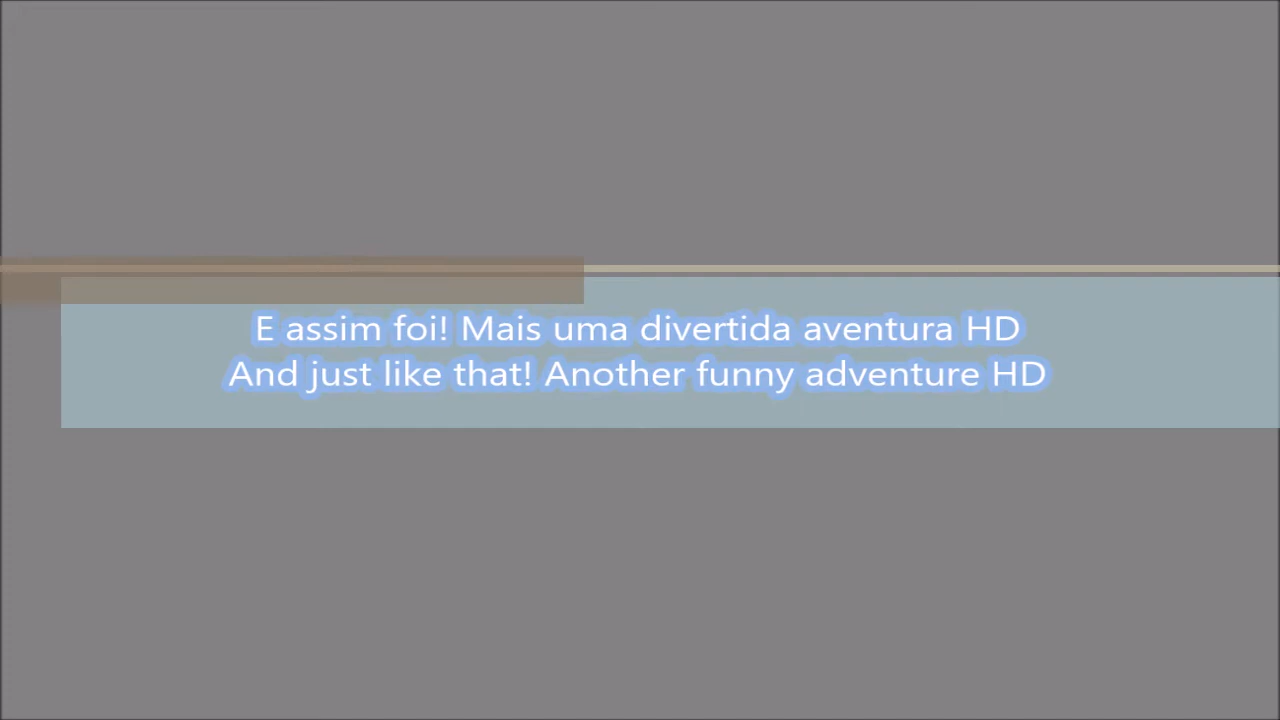 E assim foi! Mais uma divertida aventura HD
And just like that! Another funny adventure HD